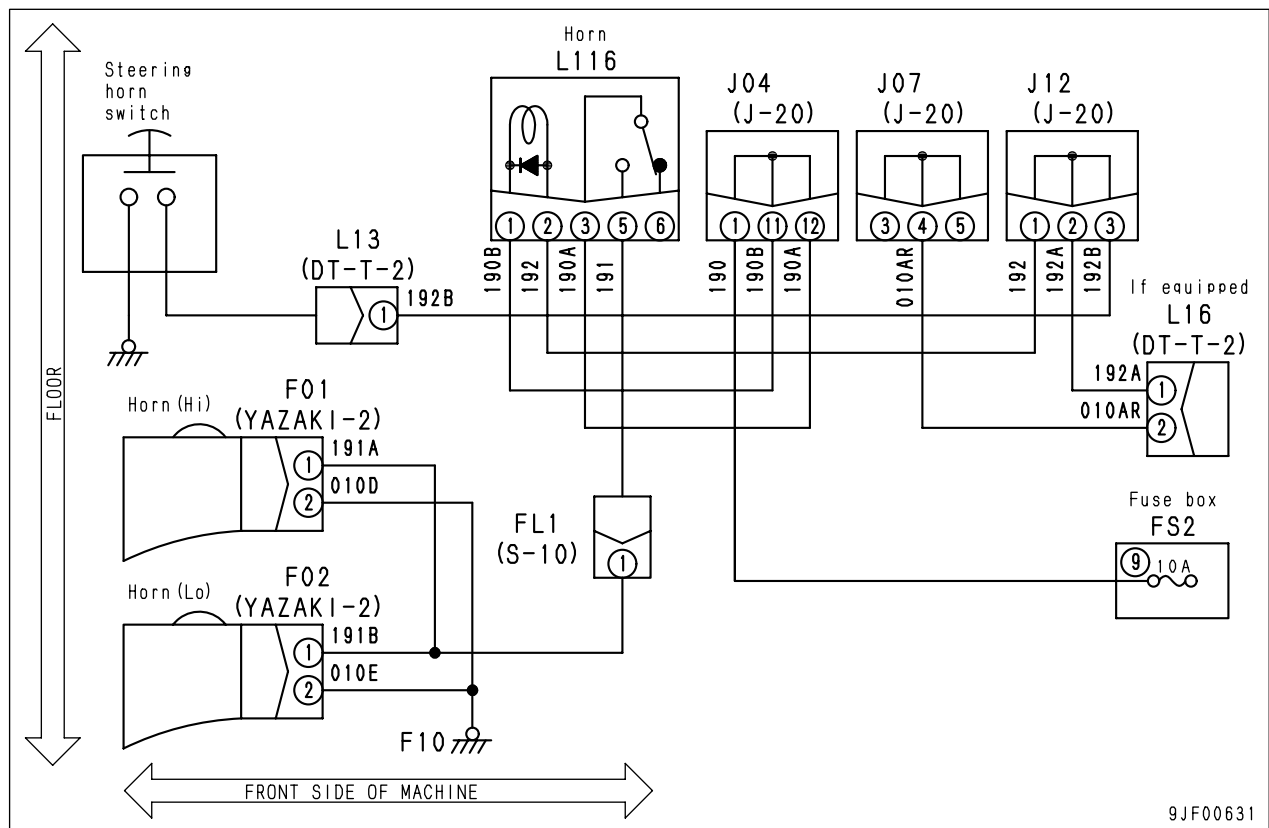 Horn
L116
Steering
horn
switch
J04
(J-20)
J07
(J-20)
J12
(J-20)
1 2 3 5 6
1 11 12
3 4 5
1 2 3
190B 192 190A 191
190 190B 190A
010AR
192 192A 192B
L13
(DT-T-2)
1
192B
If equipped
L16
(DT-T-2)
192A
1
010AR
2
FLOOR
Horn (Hi)
F01
(YAZAKI-2)
1
191A
2
010D
FL1
(S-10)
1
Fuse box
FS2
9
10A
Horn (Lo)
F02
(YAZAKI-2)
1
191B
2
010E
F10
FRONT SIDE OF MACHINE
9JF00631